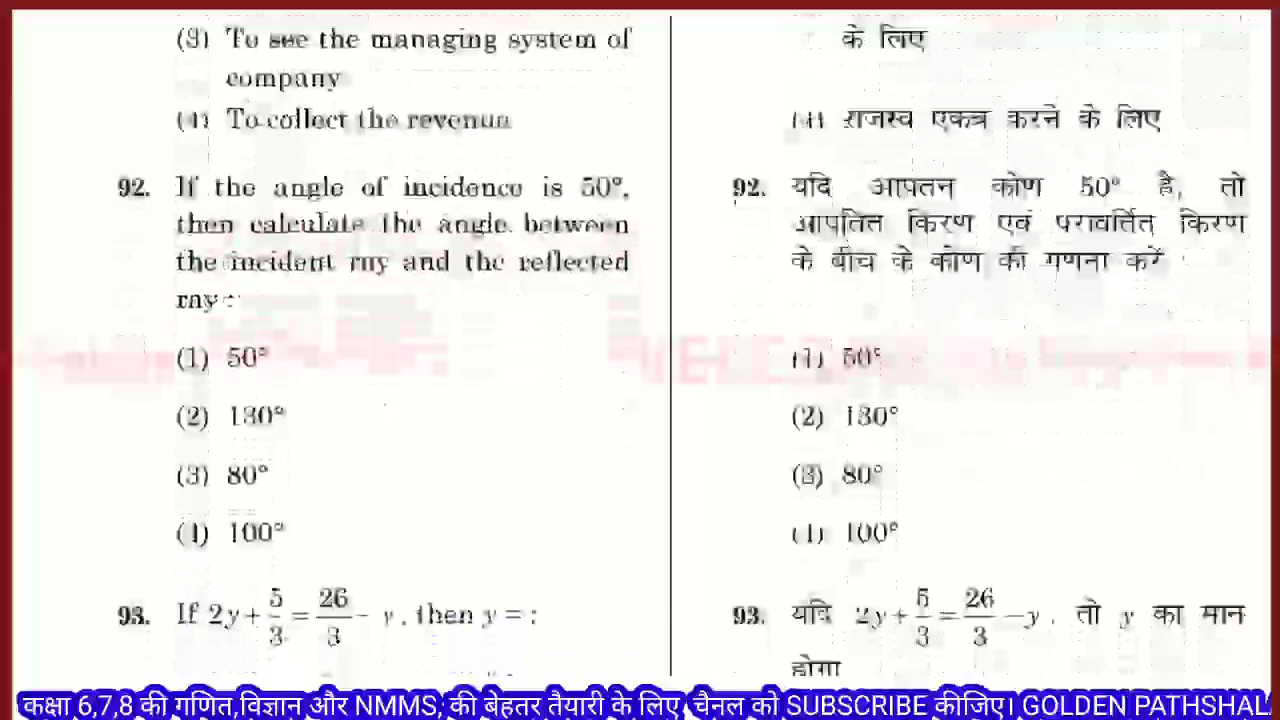 (3) To see the managing system of
company
(4) To collect the revenue
92. If the angle of incidence is 50°,
then calculate the angle between
the incident ray and the reflected
ray :
(1) 50°
(2) 130°
(3) 80°
(4) 100°
93. If 2y + 5/3 = 26/3 - y, then y = :
के लिए
(4) राजस्व एकत्र करने के लिए
92. यदि आपतन कोण 50° है, तो
आपतित किरण एवं परावर्तित किरण
के बीच के कोण की गणना करें
(1) 50°
(2) 130°
(3) 80°
(4) 100°
93. यदि 2y + 5/3 = 26/3 - y, तो y का मान
होगा
कक्षा 6,7,8 की गणित,विज्ञान और NMMS, की बेहतर तैयारी के लिए चैनल को SUBSCRIBE कीजिए। GOLDEN PATHSHAL